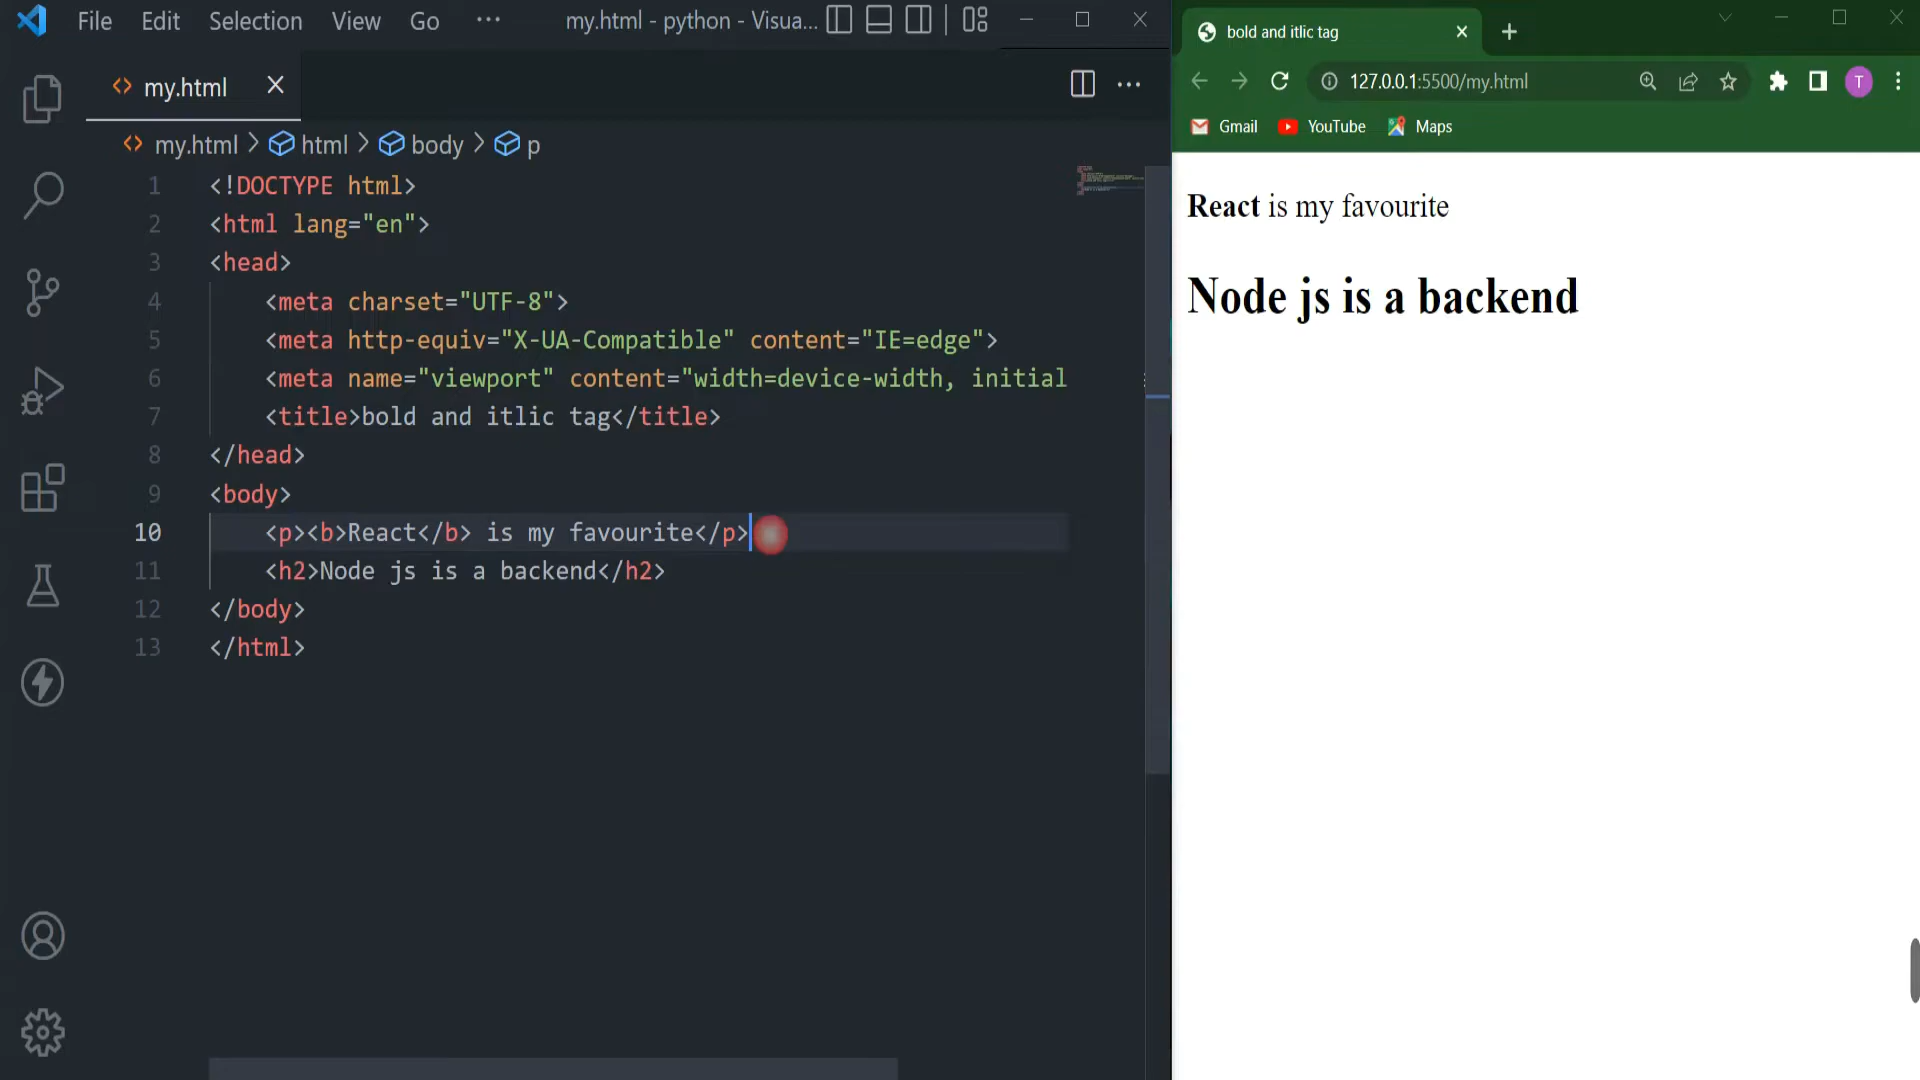 File Edit Selection View Go ··· my.html - python - Visua...
my.html
my.html > html > body > p
1 <!DOCTYPE html>
2 <html lang="en">
3 <head>
4     <meta charset="UTF-8">
5     <meta http-equiv="X-UA-Compatible" content="IE=edge">
6     <meta name="viewport" content="width=device-width, initial
7     <title>bold and itlic tag</title>
8 </head>
9 <body>
10     <p><b>React</b> is my favourite</p>
11     <h2>Node js is a backend</h2>
12 </body>
13 </html>
bold and itlic tag
127.0.0.1:5500/my.html
T
Gmail YouTube Maps
React is my favourite
Node js is a backend